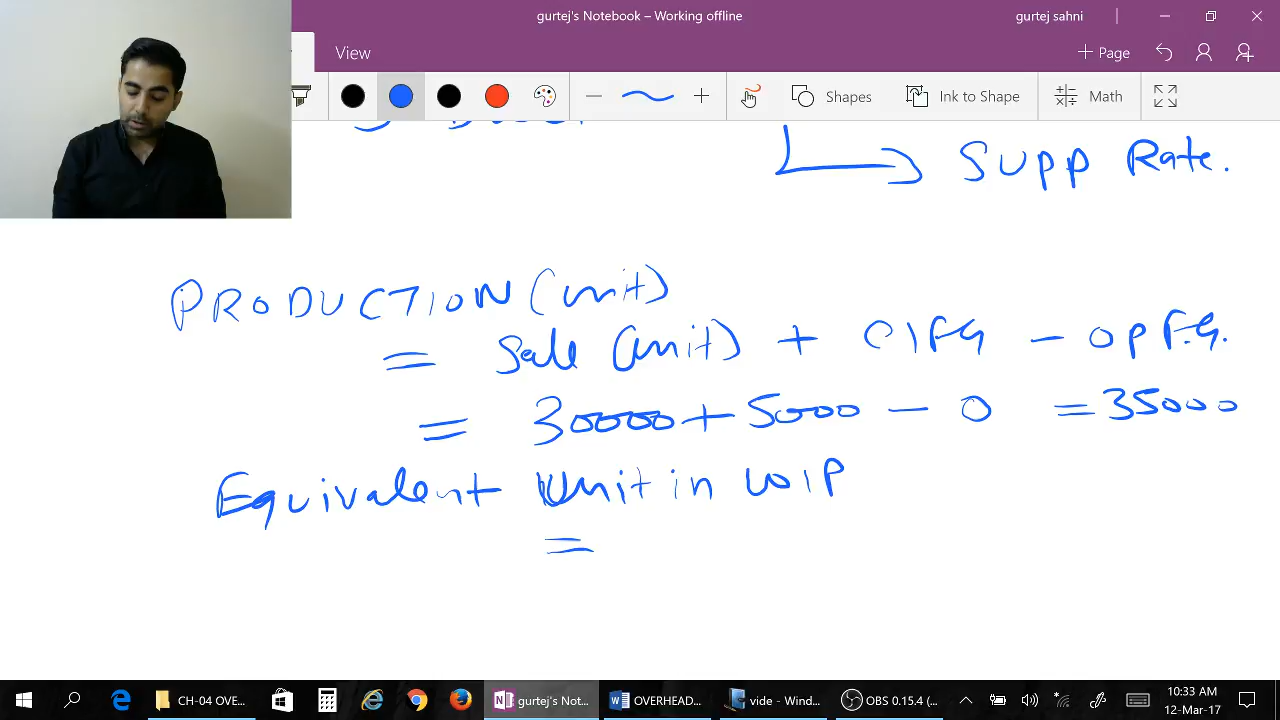 gurtej's Notebook – Working offline
gurtej sahni
View
Page
Shapes
Ink to Shape
Math
Supp Rate.
PRODUCTION (unit)
= Sale (unit) + ClFG – OP F.G.
= 30000 + 5000 – 0 = 35000
Equivalent Unit in WIP
=
CH-04 OVE...
gurtej's Not...
OVERHEAD...
vide - Wind...
OBS 0.15.4 (...
10:33 AM
12-Mar-17